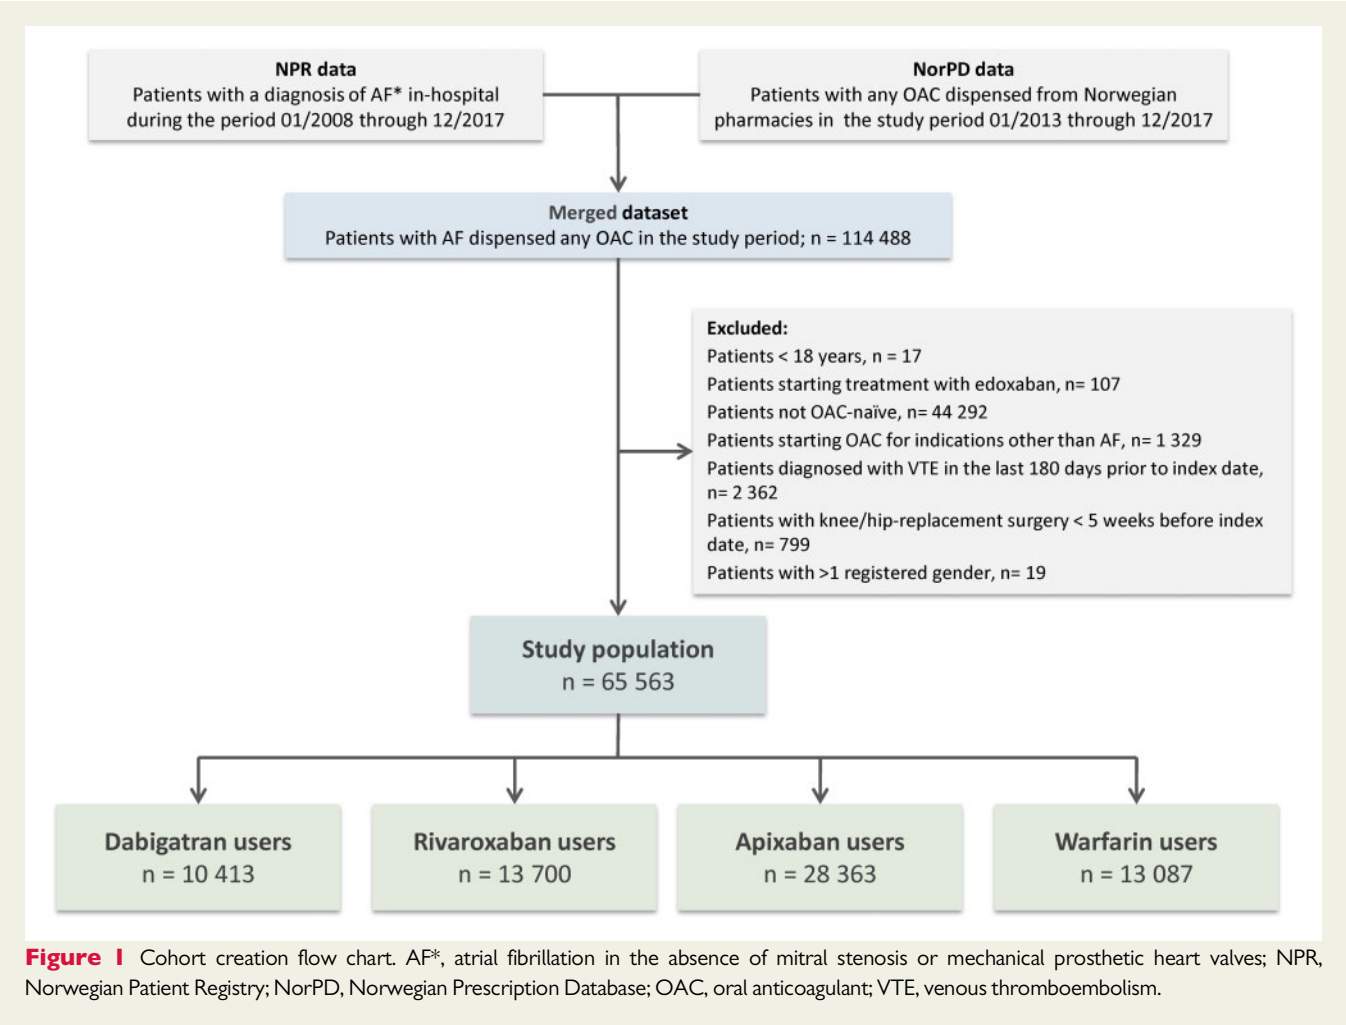 NPR data
Patients with a diagnosis of AF* in-hospital
during the period 01/2008 through 12/2017
NorPD data
Patients with any OAC dispensed from Norwegian
pharmacies in the study period 01/2013 through 12/2017
Merged dataset
Patients with AF dispensed any OAC in the study period; n = 114 488
Excluded:
Patients < 18 years, n = 17
Patients starting treatment with edoxaban, n= 107
Patients not OAC-naïve, n= 44 292
Patients starting OAC for indications other than AF, n= 1 329
Patients diagnosed with VTE in the last 180 days prior to index date,
n= 2 362
Patients with knee/hip-replacement surgery < 5 weeks before index
date, n= 799
Patients with >1 registered gender, n= 19
Study population
n = 65 563
Dabigatran users
n = 10 413
Rivaroxaban users
n = 13 700
Apixaban users
n = 28 363
Warfarin users
n = 13 087
Figure 1 Cohort creation flow chart. AF*, atrial fibrillation in the absence of mitral stenosis or mechanical prosthetic heart valves; NPR,
Norwegian Patient Registry; NorPD, Norwegian Prescription Database; OAC, oral anticoagulant; VTE, venous thromboembolism.